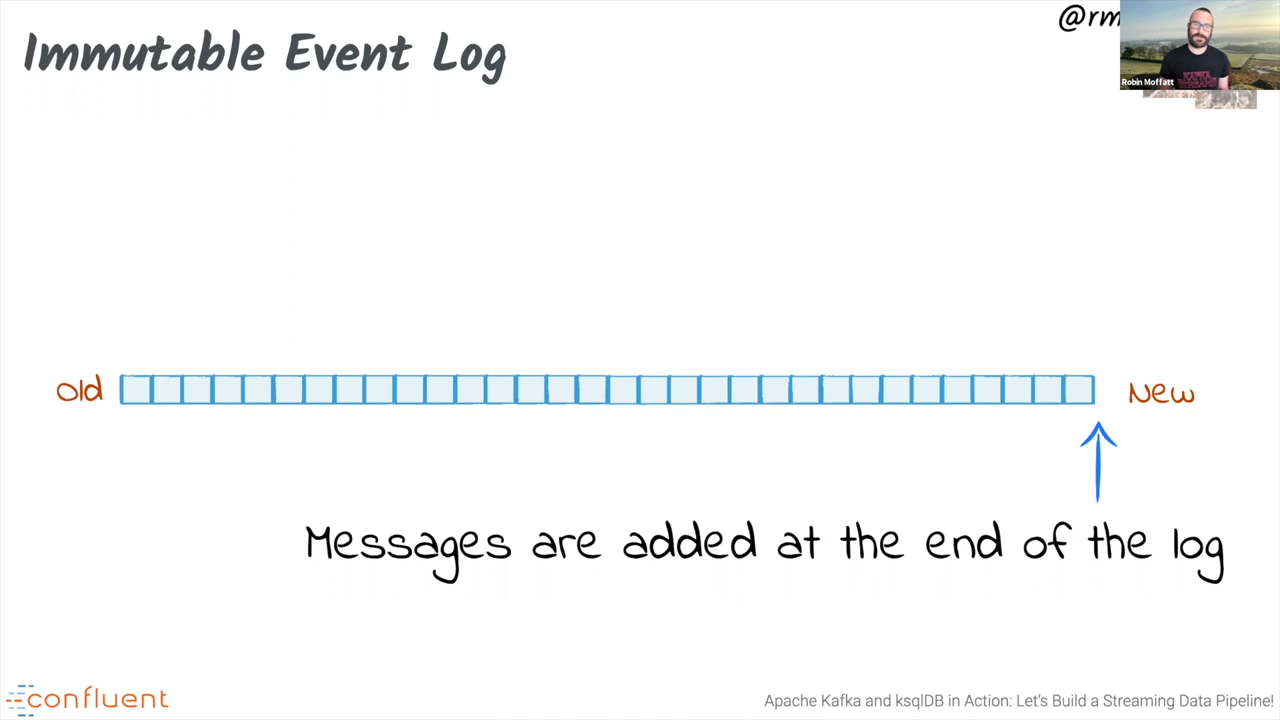 Immutable Event Log
@rm
Robin Moffatt
Old
New
Messages are added at the end of the log
confluent
Apache Kafka and ksqlDB in Action: Let's Build a Streaming Data Pipeline!